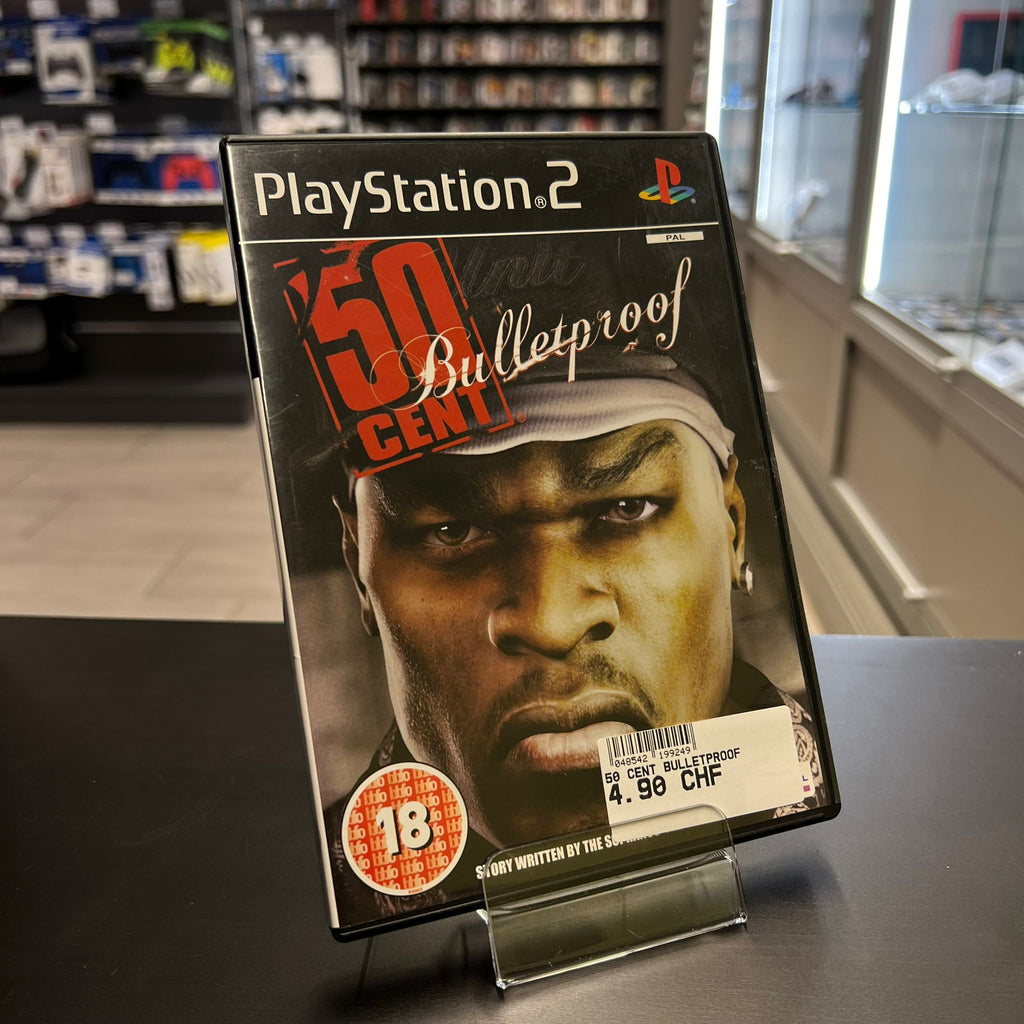 PlayStation®2
PAL
Unit
50
CENT®
Bulletproof
048542 199249
50 CENT BULLETPROOF
4.90 CHF
18
STORY WRITTEN BY THE